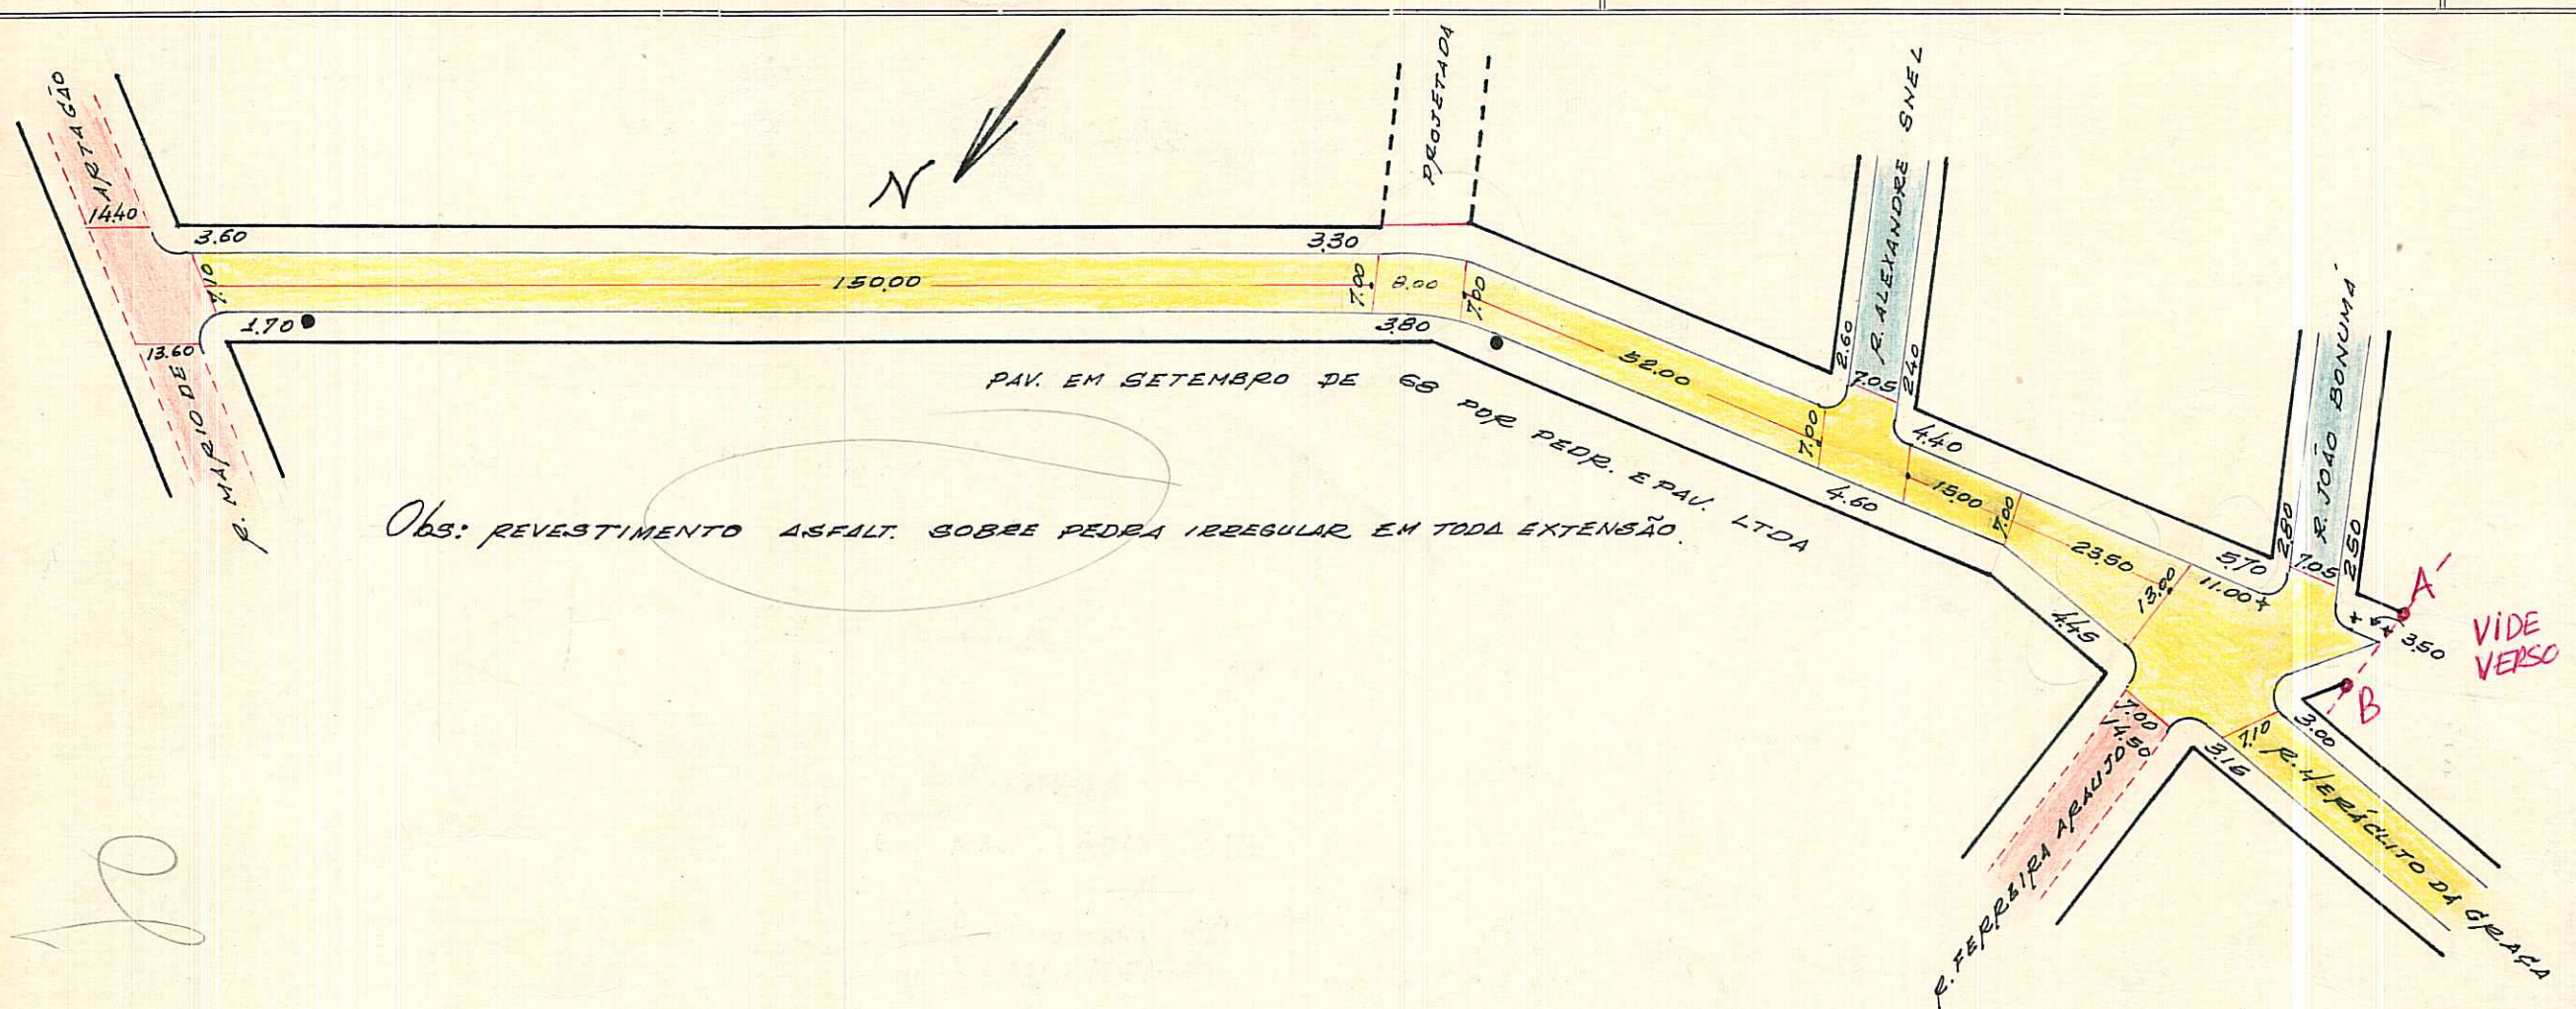 R. MARIO DE
ARTAGÃO
14.40
13.60
3.60
7.10
1.70
150.00
N
3.30
7.00
8.00
7.00
3.80
PROJETADA
PAV. EM SETEMBRO DE 68 POR PEDR. E PAV. LTDA
Obs: REVESTIMENTO ASFALT. SOBRE PEDRA IRREGULAR EM TODA EXTENSÃO.
52.00
7.00
2.60
R. ALEXANDRE SNEL
7.05
2.40
4.40
4.60
15.00
7.00
23.50
13.00
5.70
11.00
2.80
R. JOÃO BONUMÁ
7.05
2.50
3.50
A'
VIDE
VERSO
B
4.45
7.00
14.50
R. FERREIRA ARAUJO
3.16
7.10
3.00
R. HERÁCLITO DA GRAÇA